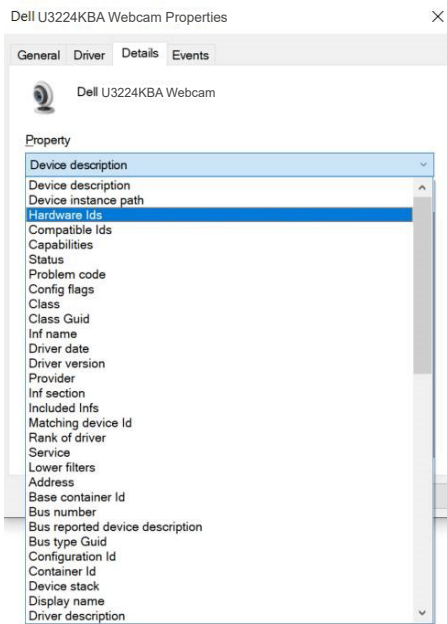 Dell U3224KBA Webcam Properties
General Driver Details Events
Dell U3224KBA Webcam
Property
Device description
Device description
Device instance path
Hardware Ids
Compatible Ids
Capabilities
Status
Problem code
Config flags
Class
Class Guid
Inf name
Driver date
Driver version
Provider
Inf section
Included Infs
Matching device Id
Rank of driver
Service
Lower filters
Address
Base container Id
Bus number
Bus reported device description
Bus type Guid
Configuration Id
Container Id
Device stack
Display name
Driver description